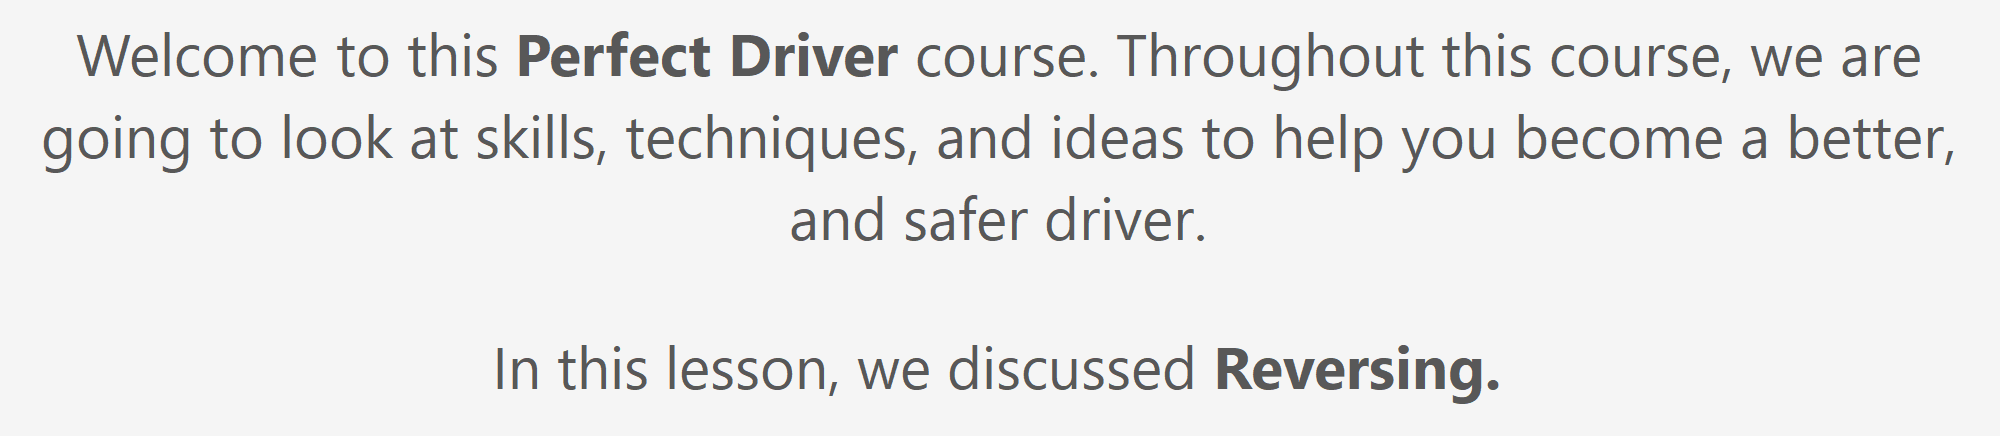 Welcome to this Perfect Driver course. Throughout this course, we are
going to look at skills, techniques, and ideas to help you become a better,
and safer driver.
In this lesson, we discussed Reversing.